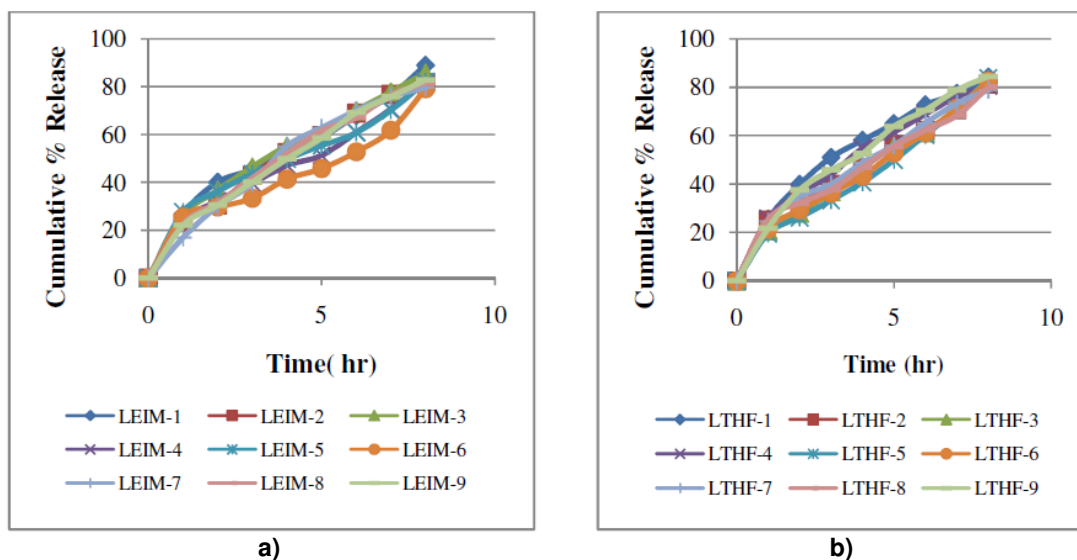 Cumulative % Release
100
80
60
40
20
0
0
5
10
Time( hr)
LEIM-1 LEIM-2 LEIM-3
LEIM-4 LEIM-5 LEIM-6
LEIM-7 LEIM-8 LEIM-9
a)
Cumulative % Release
100
80
60
40
20
0
0
5
10
Time (hr)
LTHF-1 LTHF-2 LTHF-3
LTHF-4 LTHF-5 LTHF-6
LTHF-7 LTHF-8 LTHF-9
b)